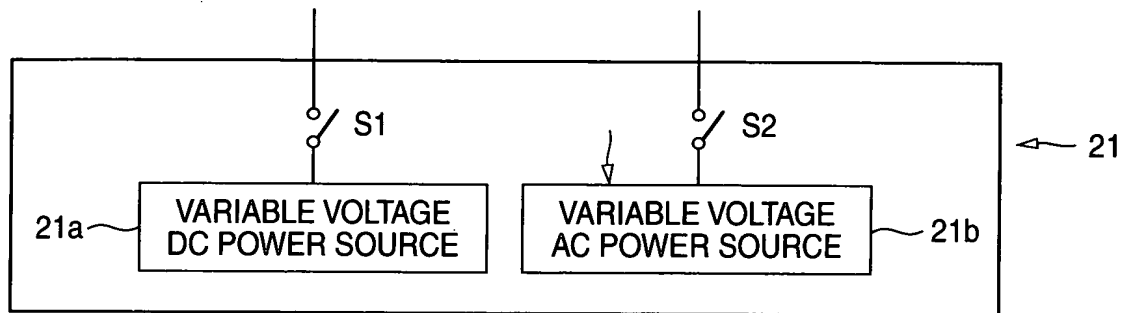 S1
S2
21
21a
VARIABLE VOLTAGE
DC POWER SOURCE
VARIABLE VOLTAGE
AC POWER SOURCE
21b